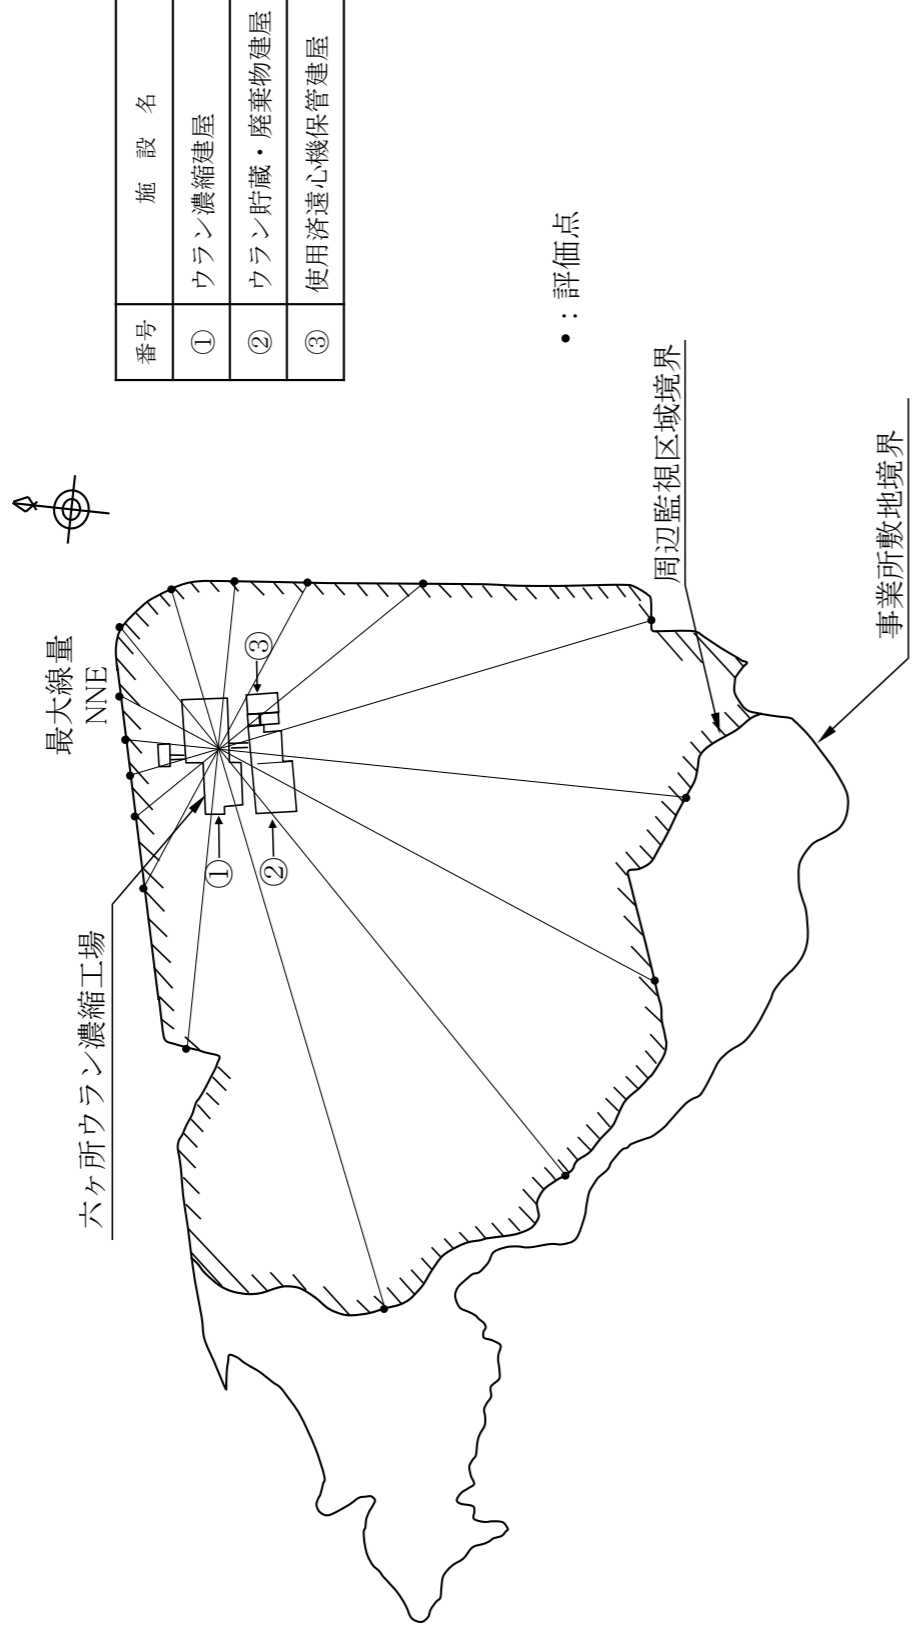 番号 施設名
① ウラン濃縮建屋
② ウラン貯蔵・廃棄物建屋
③ 使用済遠心機保管建屋
最大線量
NNE
六ヶ所ウラン濃縮工場
①
②
③
•：評価点
周辺監視区域境界
事業所敷地境界